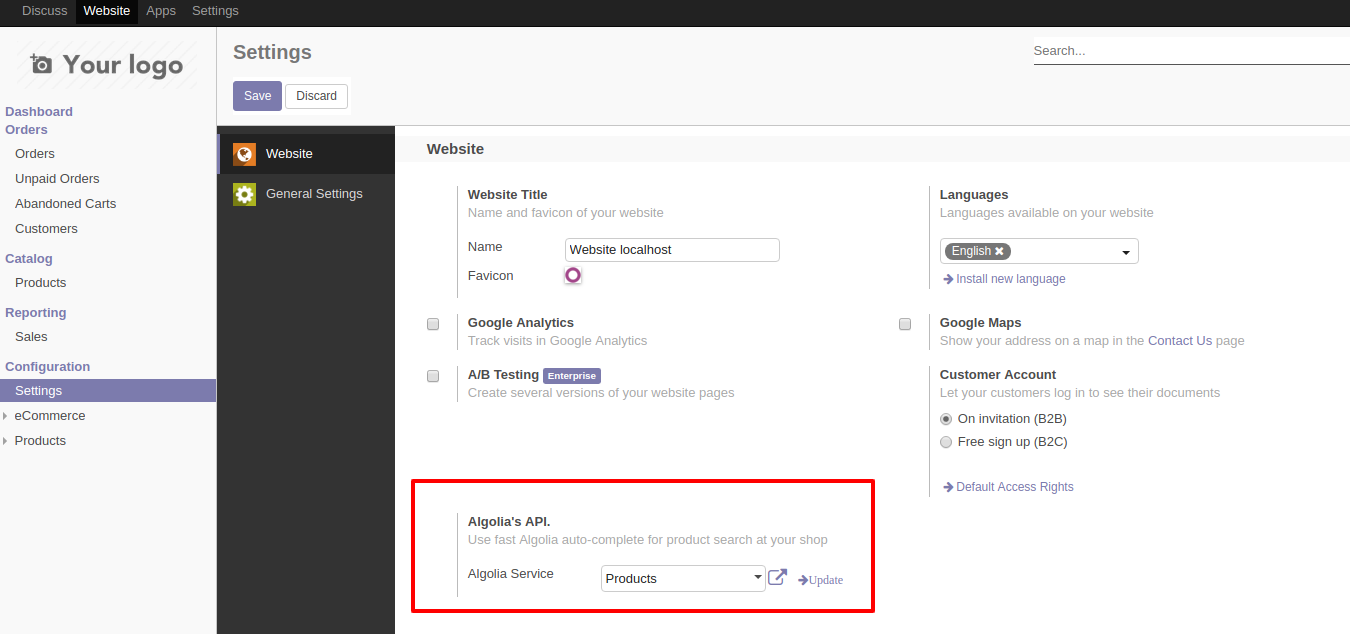 Discuss Website Apps Settings
Your logo
Dashboard
Orders
Orders
Unpaid Orders
Abandoned Carts
Customers
Catalog
Products
Reporting
Sales
Configuration
Settings
eCommerce
Products
Settings
Search...
Save Discard
Website
General Settings
Website
Website Title
Name and favicon of your website
Name Website localhost
Favicon
Languages
Languages available on your website
English
Install new language
Google Analytics
Track visits in Google Analytics
Google Maps
Show your address on a map in the Contact Us page
A/B Testing Enterprise
Create several versions of your website pages
Customer Account
Let your customers log in to see their documents
On invitation (B2B)
Free sign up (B2C)
Default Access Rights
Algolia's API.
Use fast Algolia auto-complete for product search at your shop
Algolia Service Products Update